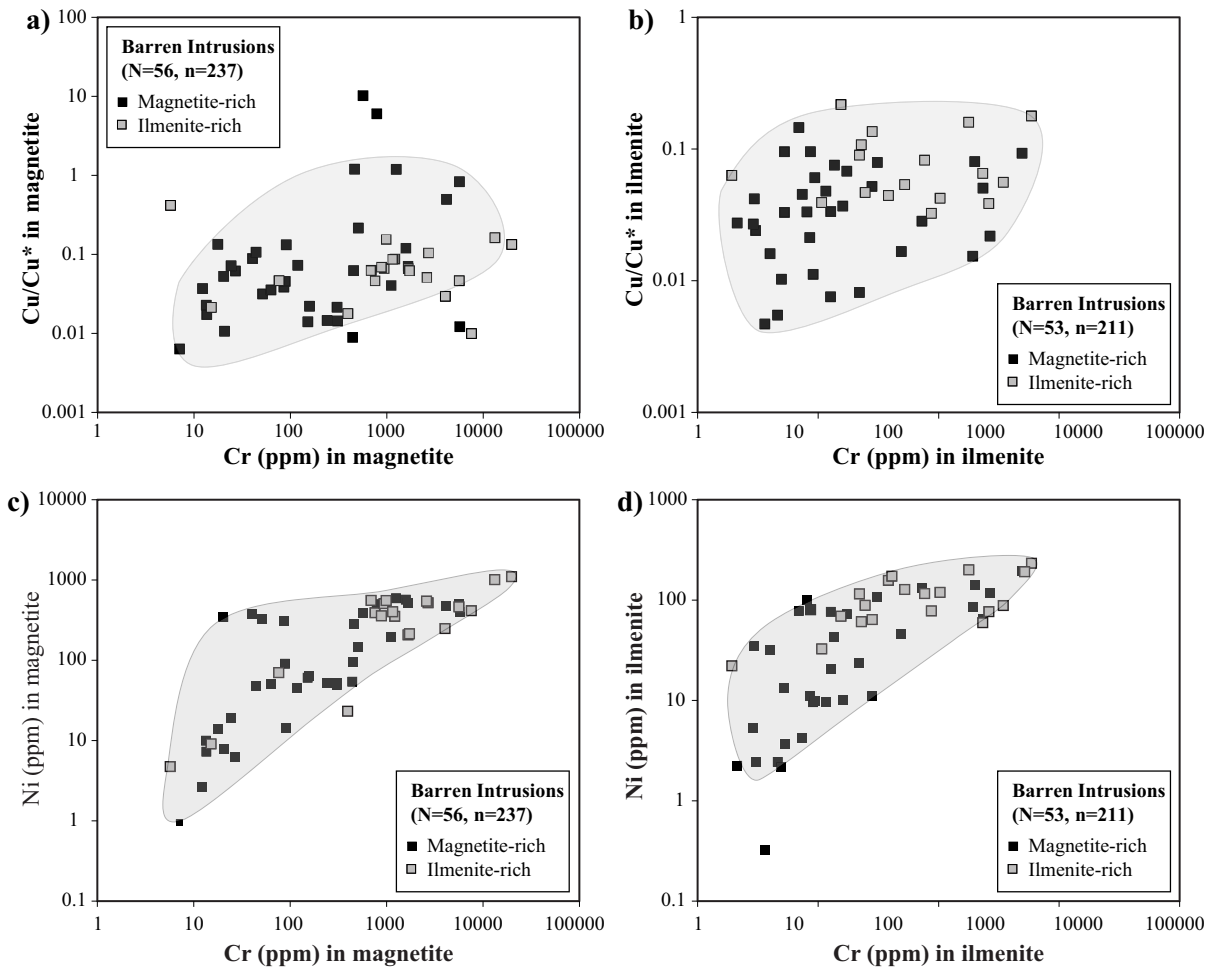 a)
Cu/Cu* in magnetite
100
10
1
0.1
0.01
0.001
Barren Intrusions
(N=56, n=237)
Magnetite-rich
Ilmenite-rich
1 10 100 1000 10000 100000
Cr (ppm) in magnetite
b)
Cu/Cu* in ilmenite
1
0.1
0.01
0.001
Barren Intrusions
(N=53, n=211)
Magnetite-rich
Ilmenite-rich
1 10 100 1000 10000
Cr (ppm) in ilmenite
c)
Ni (ppm) in magnetite
10000
1000
100
10
1
0.1
Barren Intrusions
(N=56, n=237)
Magnetite-rich
Ilmenite-rich
1 10 100 1000 10000 100000
Cr (ppm) in magnetite
d)
Ni (ppm) in ilmenite
1000
100
10
1
0.1
Barren Intrusions
(N=53, n=211)
Magnetite-rich
Ilmenite-rich
1 10 100 1000 10000 100000
Cr (ppm) in ilmenite